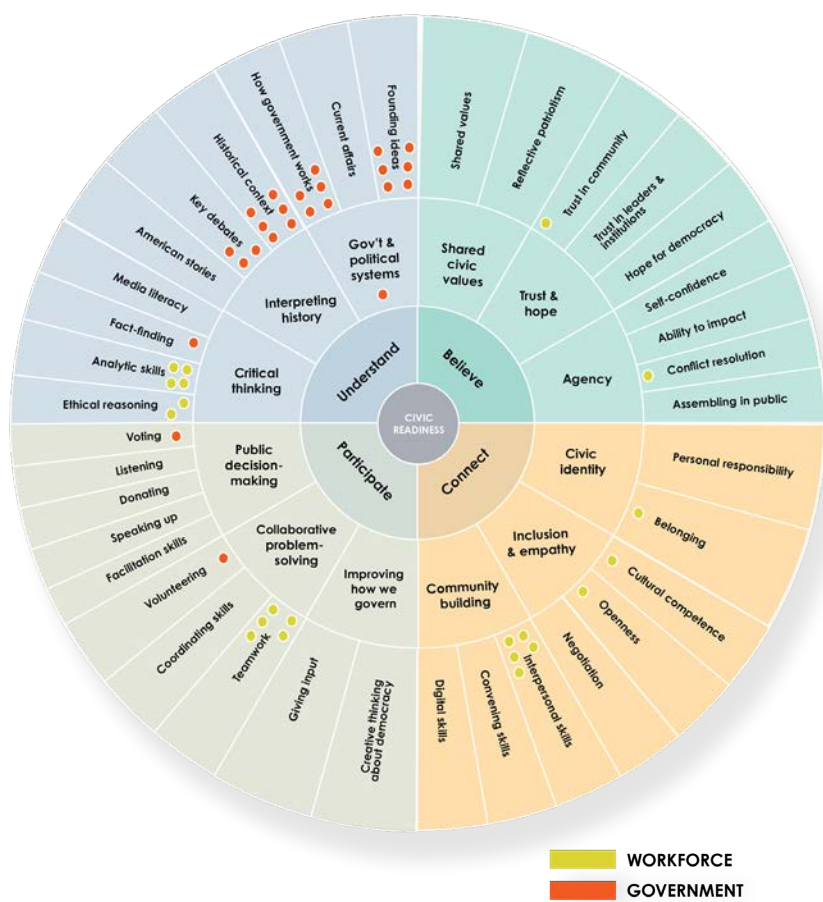 CIVIC
READINESS
Understand
Believe
Connect
Participate
Gov't &
political
systems
Interpreting
history
Critical
thinking
Founding ideas
Current affairs
How government works
Historical context
Key debates
American stories
Media literacy
Fact-finding
Analytic skills
Ethical reasoning
Shared
civic
values
Trust &
hope
Agency
Shared values
Reflective patriotism
Trust in community
Trust in leaders &
institutions
Hope for democracy
Self-confidence
Ability to impact
Conflict resolution
Assembling in public
Civic
identity
Inclusion
& empathy
Community
building
Personal responsibility
Belonging
Cultural competence
Openness
Negotiation
Interpersonal skills
Convening skills
Digital skills
Public
decision-
making
Collaborative
problem-
solving
Improving
how we
govern
Voting
Listening
Donating
Speaking up
Facilitation skills
Volunteering
Coordinating skills
Teamwork
Giving input
Creative thinking
about democracy
WORKFORCE
GOVERNMENT